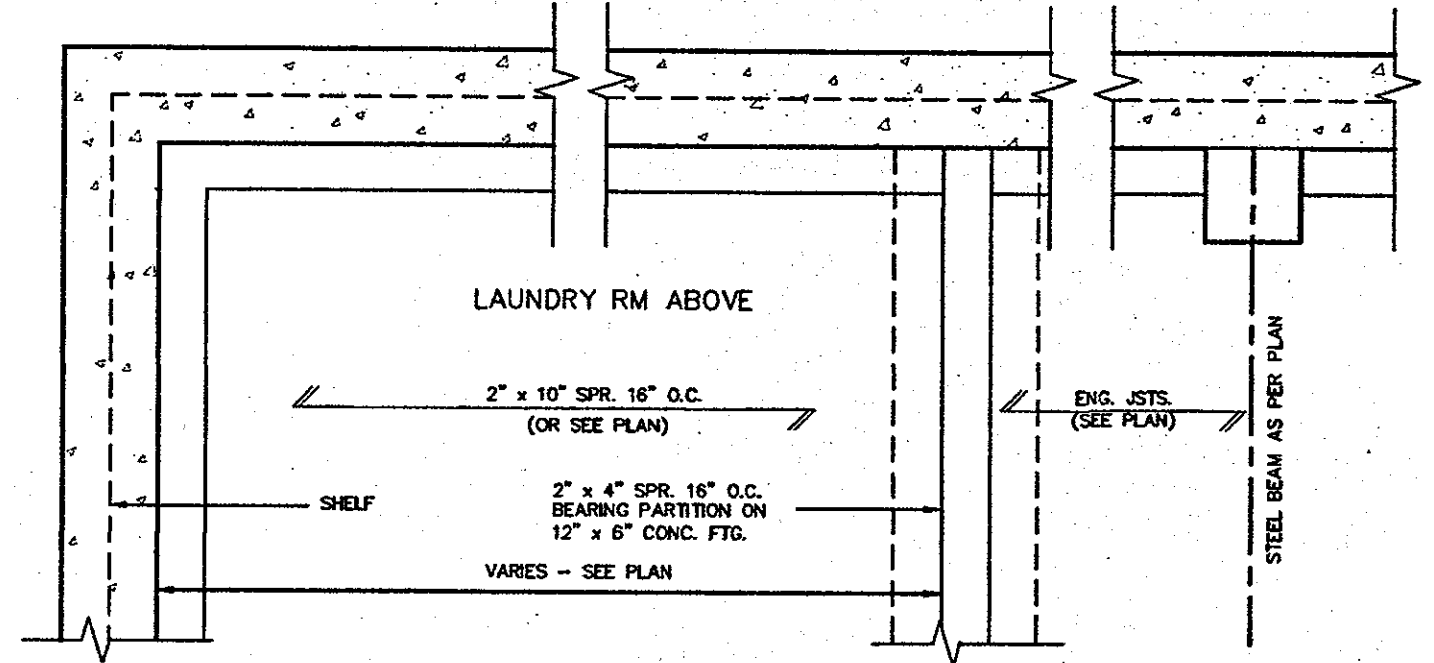 LAUNDRY RM ABOVE
2" x 10" SPR. 16" O.C.
(OR SEE PLAN)
ENG. JSTS.
(SEE PLAN)
STEEL BEAM AS PER PLAN
SHELF
2" x 4" SPR. 16" O.C.
BEARING PARTITION ON
12" x 6" CONC. FTG.
VARIES - SEE PLAN